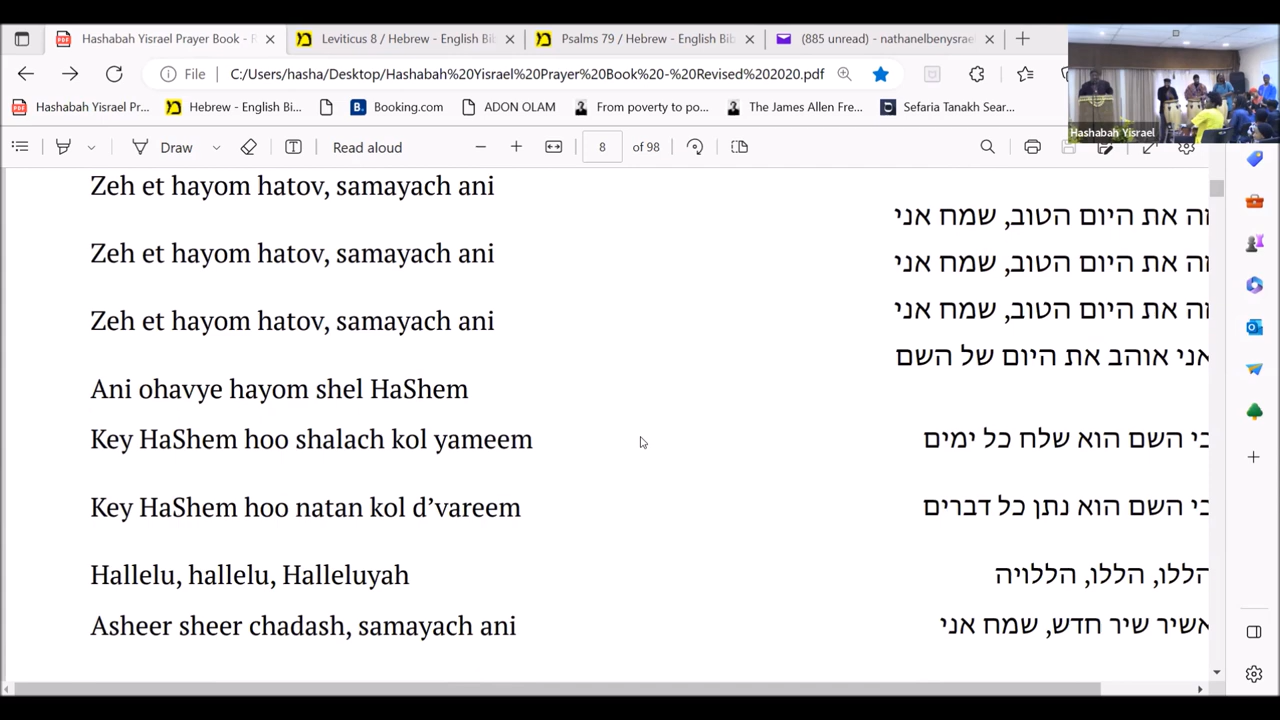 Hashabah Yisrael Prayer Book - R
Leviticus 8 / Hebrew - English Bi
Psalms 79 / Hebrew - English Bib
(885 unread) - nathanelbenysrae
File
C:/Users/hasha/Desktop/Hashabah%20Yisrael%20Prayer%20Book%20-%20Revised%202020.pdf
Hashabah Yisrael Pr...
Hebrew - English Bi...
Booking.com
ADON OLAM
From poverty to po...
The James Allen Fre...
Sefaria Tanakh Sear...
Hashabah Yisrael
Draw
Read aloud
8 of 98
Zeh et hayom hatov, samayach ani
זה את היום הטוב, שמח אני
Zeh et hayom hatov, samayach ani
זה את היום הטוב, שמח אני
Zeh et hayom hatov, samayach ani
זה את היום הטוב, שמח אני
אני אוהב את היום של השם
Ani ohavye hayom shel HaShem
Key HaShem hoo shalach kol yameem
כי השם הוא שלח כל ימים
Key HaShem hoo natan kol d’vareem
כי השם הוא נתן כל דברים
Hallelu, hallelu, Halleluyah
הללו, הללו, הללויה
Asheer sheer chadash, samayach ani
אשיר שיר חדש, שמח אני